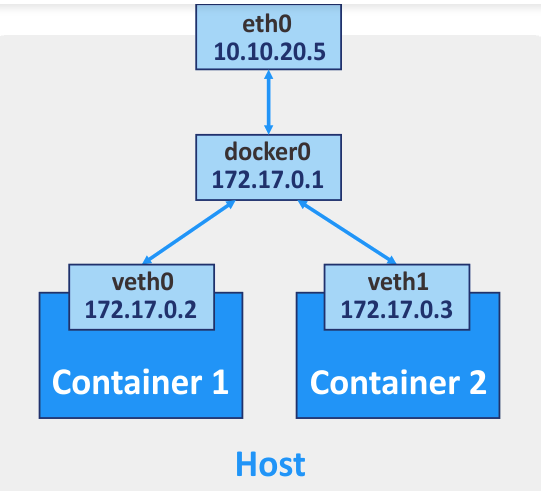 eth0
10.10.20.5
docker0
172.17.0.1
veth0
172.17.0.2
veth1
172.17.0.3
Container 1
Container 2
Host